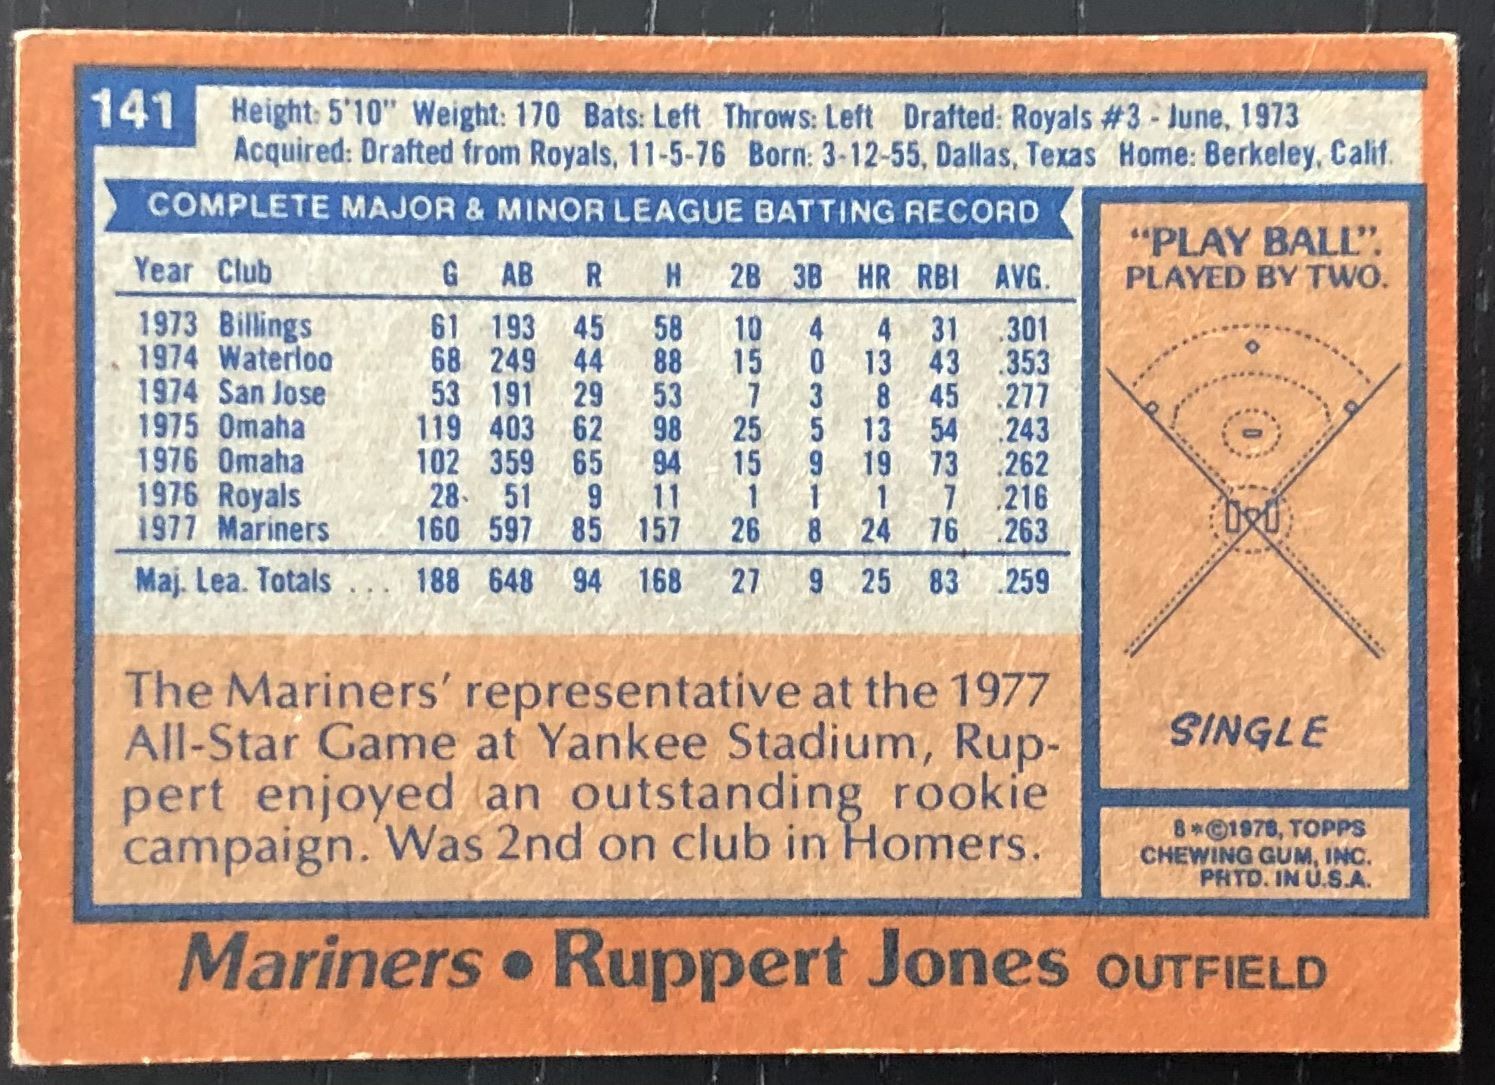 141
Height: 5'10" Weight: 170 Bats: Left Throws: Left Drafted: Royals #3 - June, 1973
Acquired: Drafted from Royals, 11-5-76 Born: 3-12-55, Dallas, Texas Home: Berkeley, Calif.
COMPLETE MAJOR & MINOR LEAGUE BATTING RECORD
Year Club G AB R H 2B 3B HR RBI AVG.
1973 Billings 61 193 45 58 10 4 4 31 .301
1974 Waterloo 68 249 44 88 15 0 13 43 .353
1974 San Jose 53 191 29 53 7 3 8 45 .277
1975 Omaha 119 403 62 98 25 5 13 54 .243
1976 Omaha 102 359 65 94 15 9 19 73 .262
1976 Royals 28 51 9 11 1 1 1 7 .216
1977 Mariners 160 597 85 157 26 8 24 76 .263
Maj. Lea. Totals ... 188 648 94 168 27 9 25 83 .259
The Mariners' representative at the 1977
All-Star Game at Yankee Stadium, Rup-
pert enjoyed an outstanding rookie
campaign. Was 2nd on club in Homers.
"PLAY BALL".
PLAYED BY TWO.
SINGLE
B*©1978, TOPPS
CHEWING GUM, INC.
PRTD. IN U.S.A.
Mariners • Ruppert Jones OUTFIELD